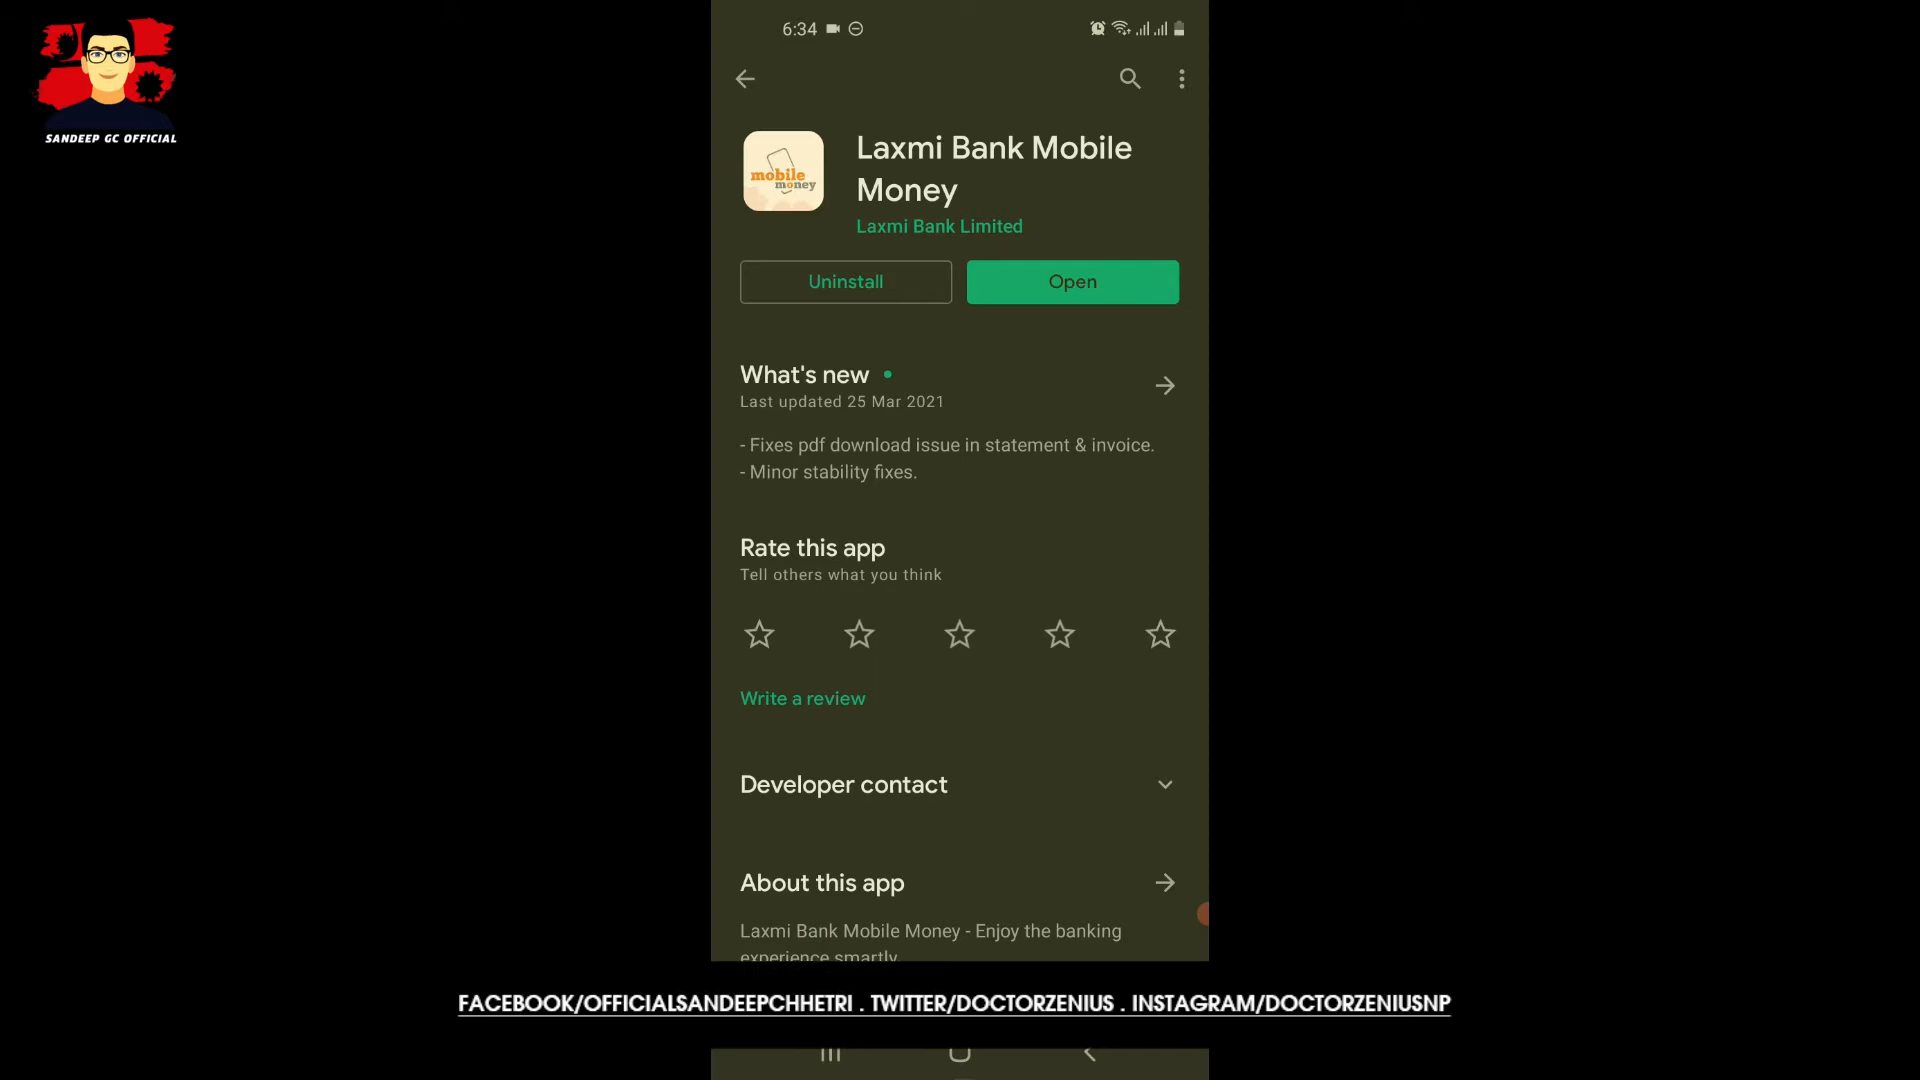 SANDEEP GC OFFICIAL
6:34
Laxmi Bank Mobile
Money
mobile
money
Laxmi Bank Limited
Uninstall
Open
What's new
Last updated 25 Mar 2021
- Fixes pdf download issue in statement & invoice.
- Minor stability fixes.
Rate this app
Tell others what you think
Write a review
Developer contact
About this app
Laxmi Bank Mobile Money - Enjoy the banking
experience smartly.
FACEBOOK/OFFICIALSANDEEPCHHETRI . TWITTER/DOCTORZENIUS . INSTAGRAM/DOCTORZENIUSNP